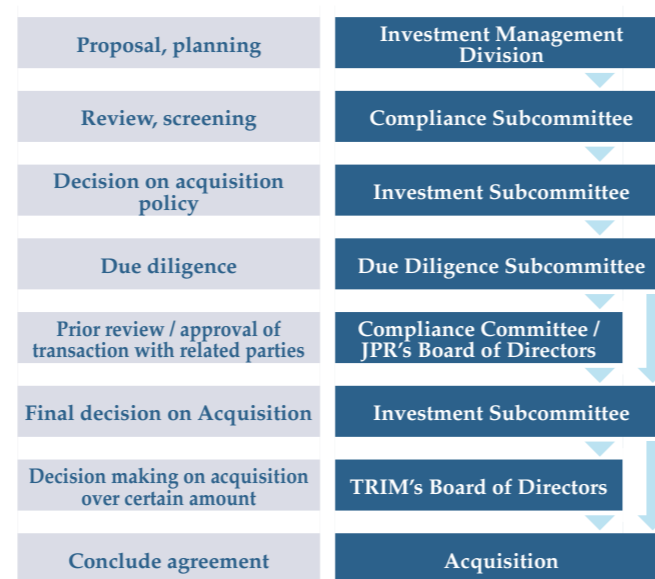 Proposal, planning
Investment Management
Division
Review, screening
Compliance Subcommittee
Decision on acquisition
policy
Investment Subcommittee
Due diligence
Due Diligence Subcommittee
Prior review / approval of
transaction with related parties
Compliance Committee /
JPR's Board of Directors
Final decision on Acquisition
Investment Subcommittee
Decision making on acquisition
over certain amount
TRIM's Board of Directors
Conclude agreement
Acquisition